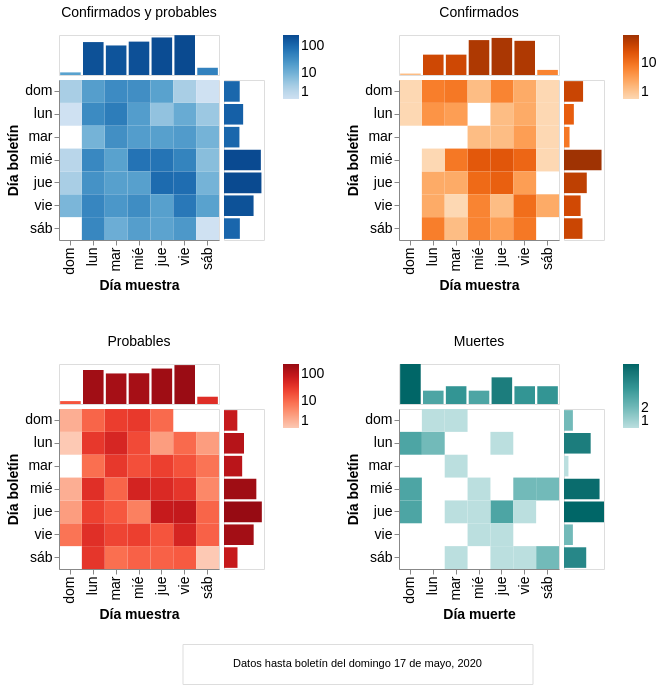 Confirmados y probables
100
10
1
Día boletín
dom
lun
mar
mié
jue
vie
sáb
dom
lun
mar
mié
jue
vie
sáb
Día muestra
Confirmados
10
1
Día boletín
dom
lun
mar
mié
jue
vie
sáb
dom
lun
mar
mié
jue
vie
sáb
Día muestra
Probables
100
10
1
Día boletín
dom
lun
mar
mié
jue
vie
sáb
dom
lun
mar
mié
jue
vie
sáb
Día muestra
Muertes
2
1
Día boletín
dom
lun
mar
mié
jue
vie
sáb
dom
lun
mar
mié
jue
vie
sáb
Día muerte
Datos hasta boletín del domingo 17 de mayo, 2020